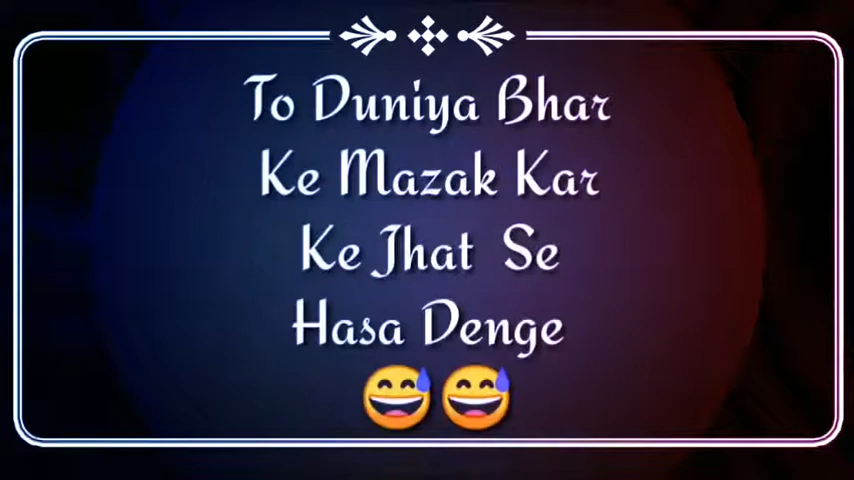 To Duniya Bhar
Ke Mazak Kar
Ke Jhat Se
Hasa Denge
😅😅